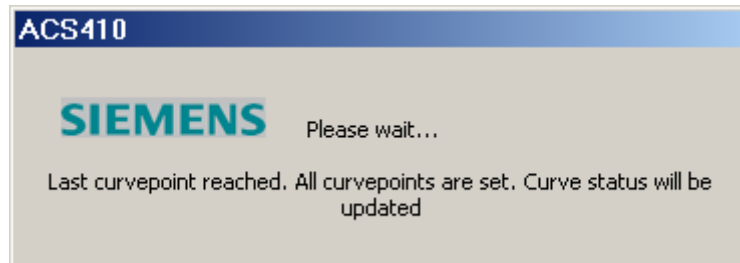 ACS410
SIEMENS Please wait...
Last curvepoint reached. All curvepoints are set. Curve status will be
updated